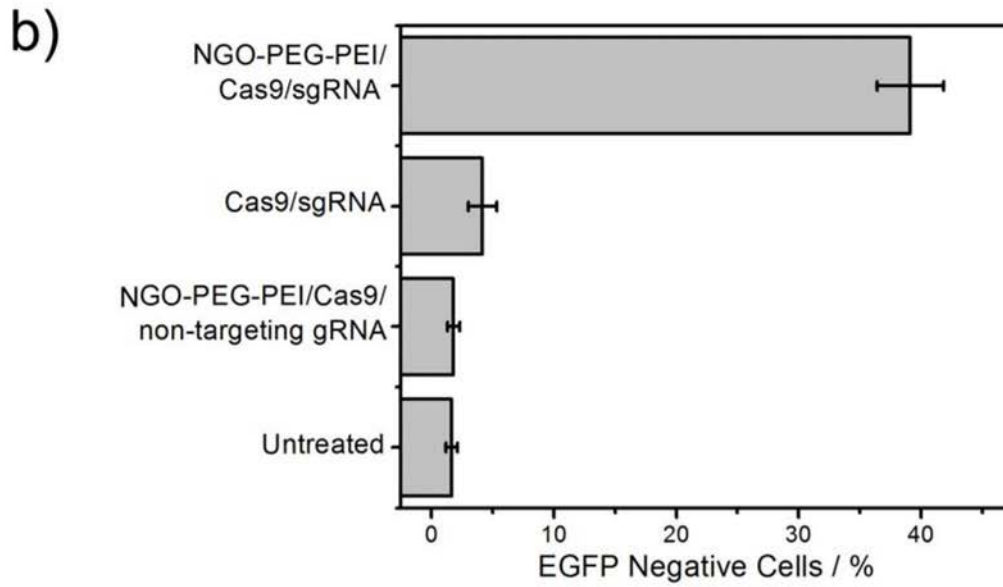 b)
NGO-PEG-PEI/
Cas9/sgRNA
Cas9/sgRNA
NGO-PEG-PEI/Cas9/
non-targeting gRNA
Untreated
0 10 20 30 40
EGFP Negative Cells / %